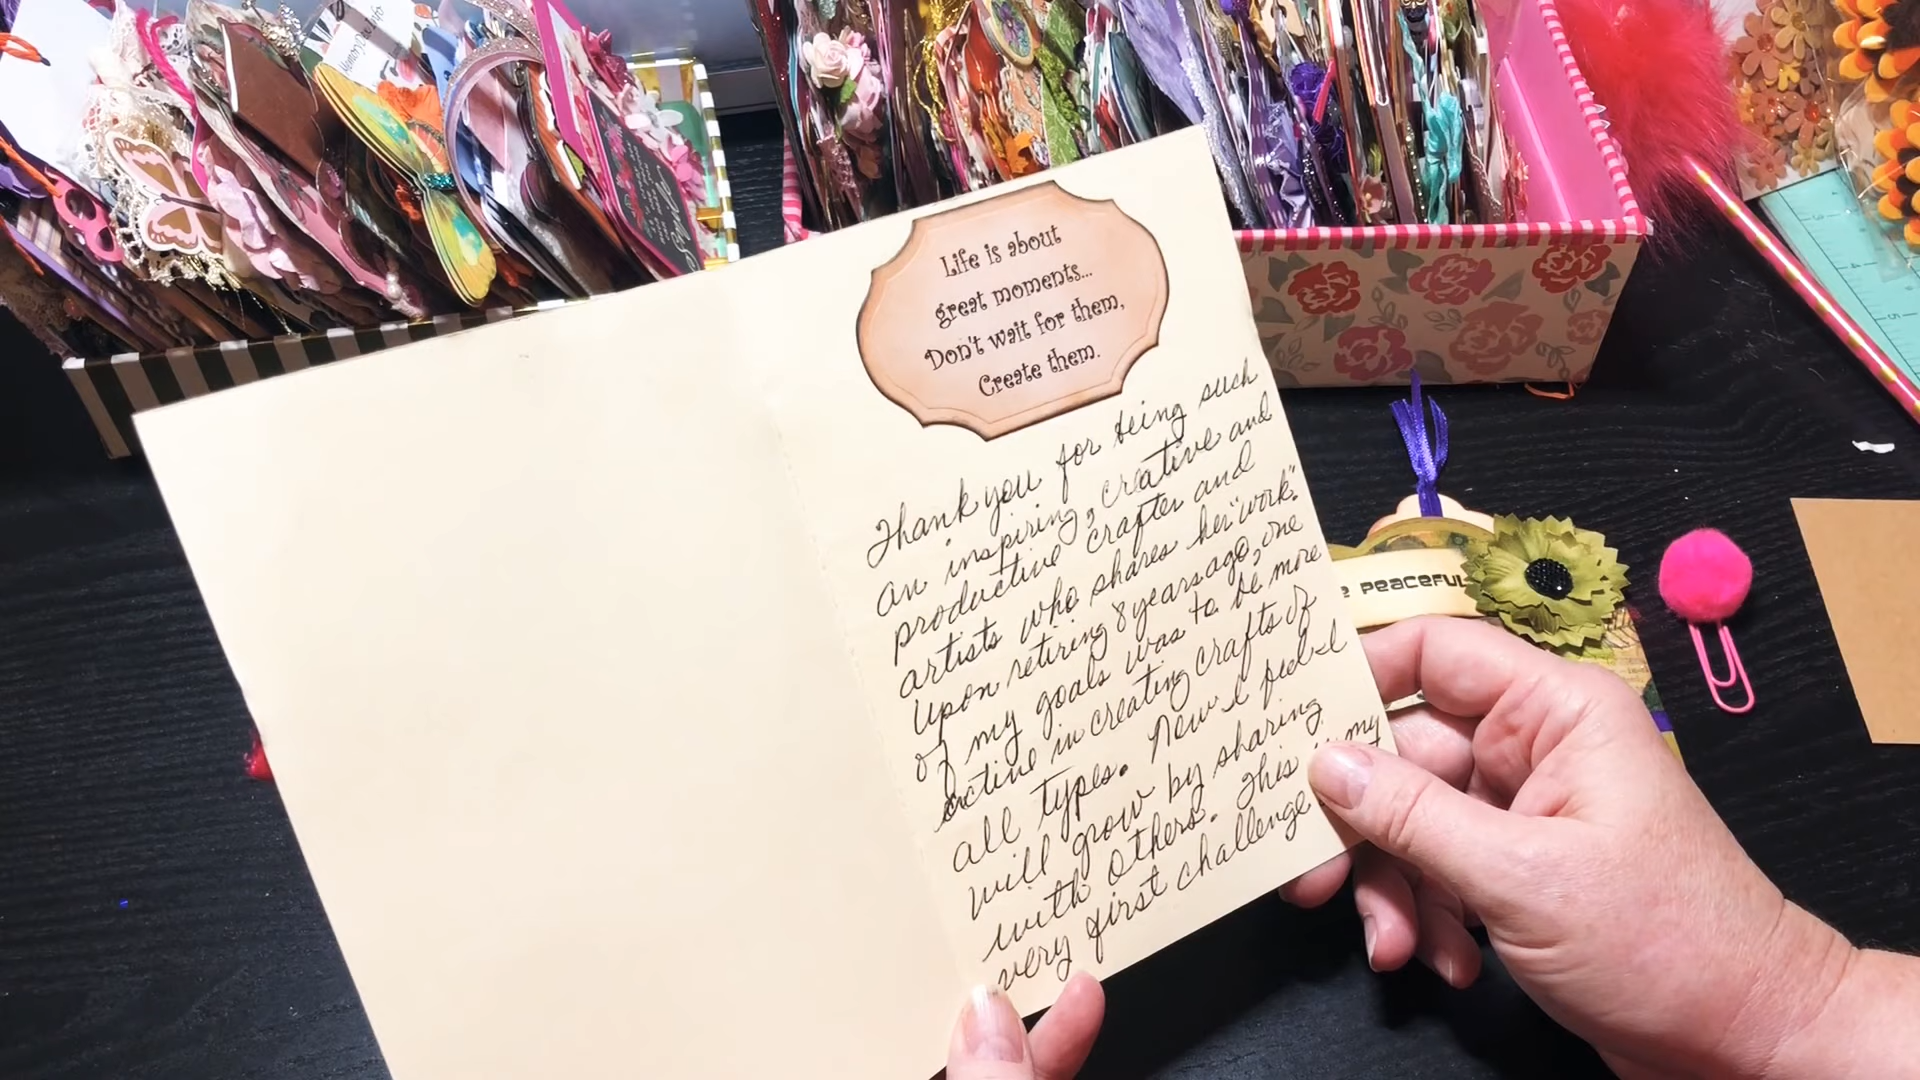 Life is about
great moments...
Don't wait for them,
Create them.
Thank you for being such
an inspiring, creative and
productive crafter and
artists who shares her "work".
Upon retiring 8 years ago, one
of my goals was to be more
active in creating crafts of
all types. Now I feel I
will grow by sharing
with others. This is my
very first challenge
PEACEFUL